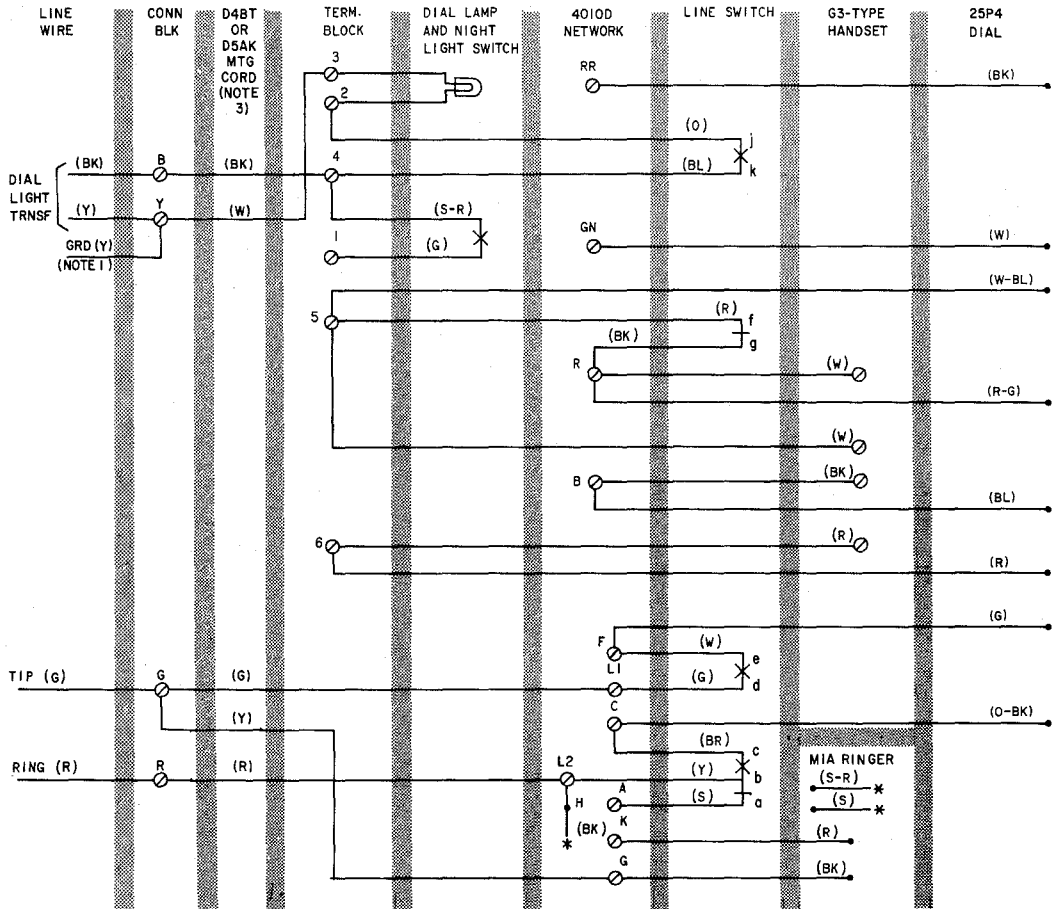 LINE WIRE
CONN BLK
D4BT OR D5AK MTG CORD (NOTE 3)
TERM. BLOCK
DIAL LAMP AND NIGHT LIGHT SWITCH
4010D NETWORK
LINE SWITCH
G3-TYPE HANDSET
25P4 DIAL
3
RR
(BK)
2
(O)
j
(BK)
B
(BK)
4
(BL)
k
DIAL LIGHT TRNSF
(Y)
Y
(W)
(S-R)
GRD (Y)
(NOTE 1)
1
(G)
GN
(W)
(W-BL)
5
(R)
f
(BK)
g
R
(W)
(R-G)
(W)
B
(BK)
(BL)
6
(R)
(R)
(G)
F
(W)
e
L1
TIP (G)
G
(G)
(G)
d
C
(O-BK)
(Y)
(BR)
c
M1A RINGER
RING (R)
R
(R)
L2
(Y)
b
(S-R)
*
H
A
(S)
a
(S)
*
(BK)
*
K
(R)
G
(BK)